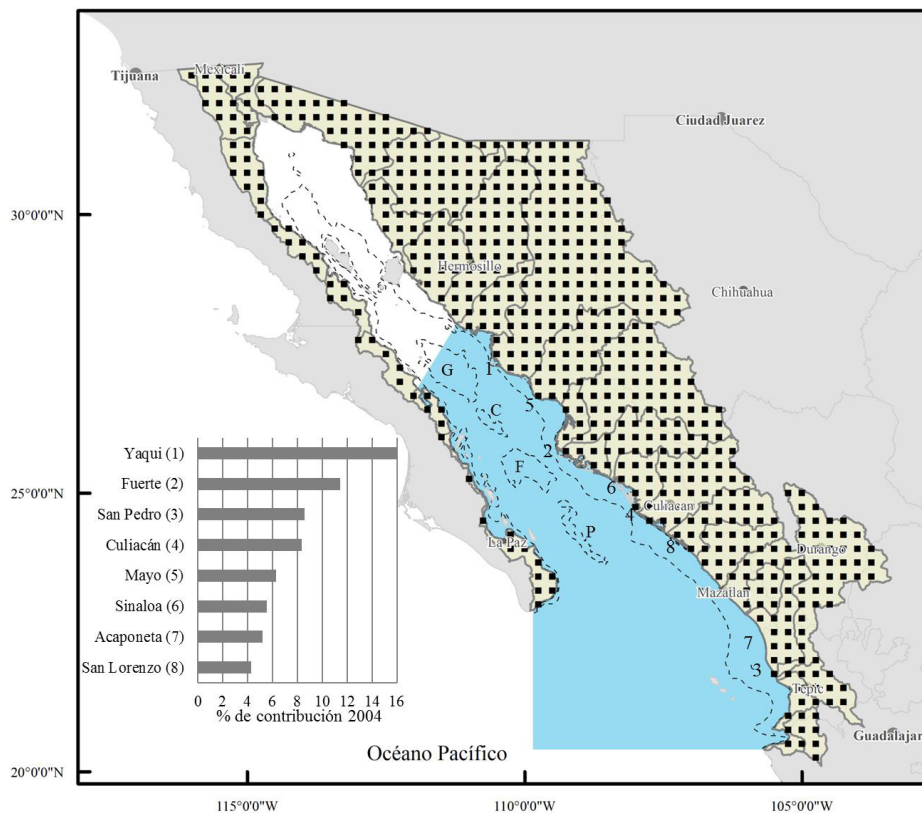 Tijuana
Mexicali
Ciudad Juarez
30°0'0"N
Hermosillo
Chihuahua
G
1
C
5
2
F
6
25°0'0"N
Culiacan
4
P
La Paz
8
Durango
Mazatlan
7
3
Tepic
Guadalajar
Yaqui (1)
Fuerte (2)
San Pedro (3)
Culiacán (4)
Mayo (5)
Sinaloa (6)
Acaponeta (7)
San Lorenzo (8)
0 2 4 6 8 10 12 14 16
% de contribución 2004
Océano Pacífico
20°0'0"N
115°0'0"W 110°0'0"W 105°0'0"W